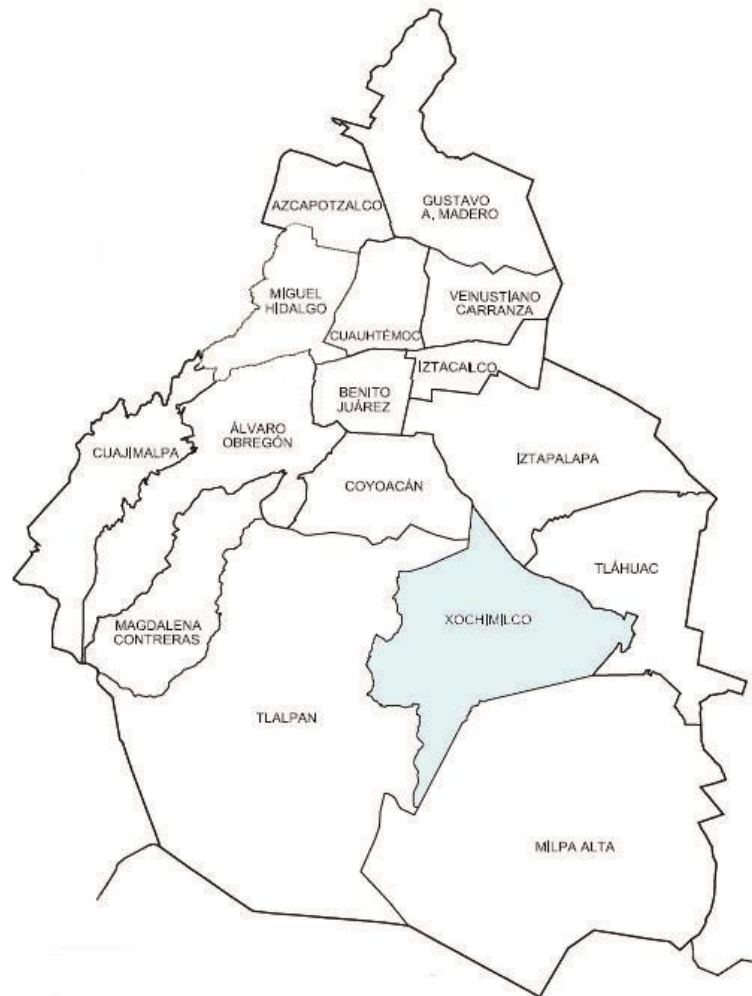 AZCAPOTZALCO
GUSTAVO
A, MADERO
MIGUEL
HIDALGO
VENUSTIANO
CARRANZA
CUAUHTÉMOC
IZTACALCO
BENITO
JUÁREZ
ÁLVARO
OBREGÓN
CUAJIMALPA
IZTAPALAPA
COYOACÁN
TLÁHUAC
XOCHIMILCO
MAGDALENA
CONTRERAS
TLALPAN
MILPA ALTA